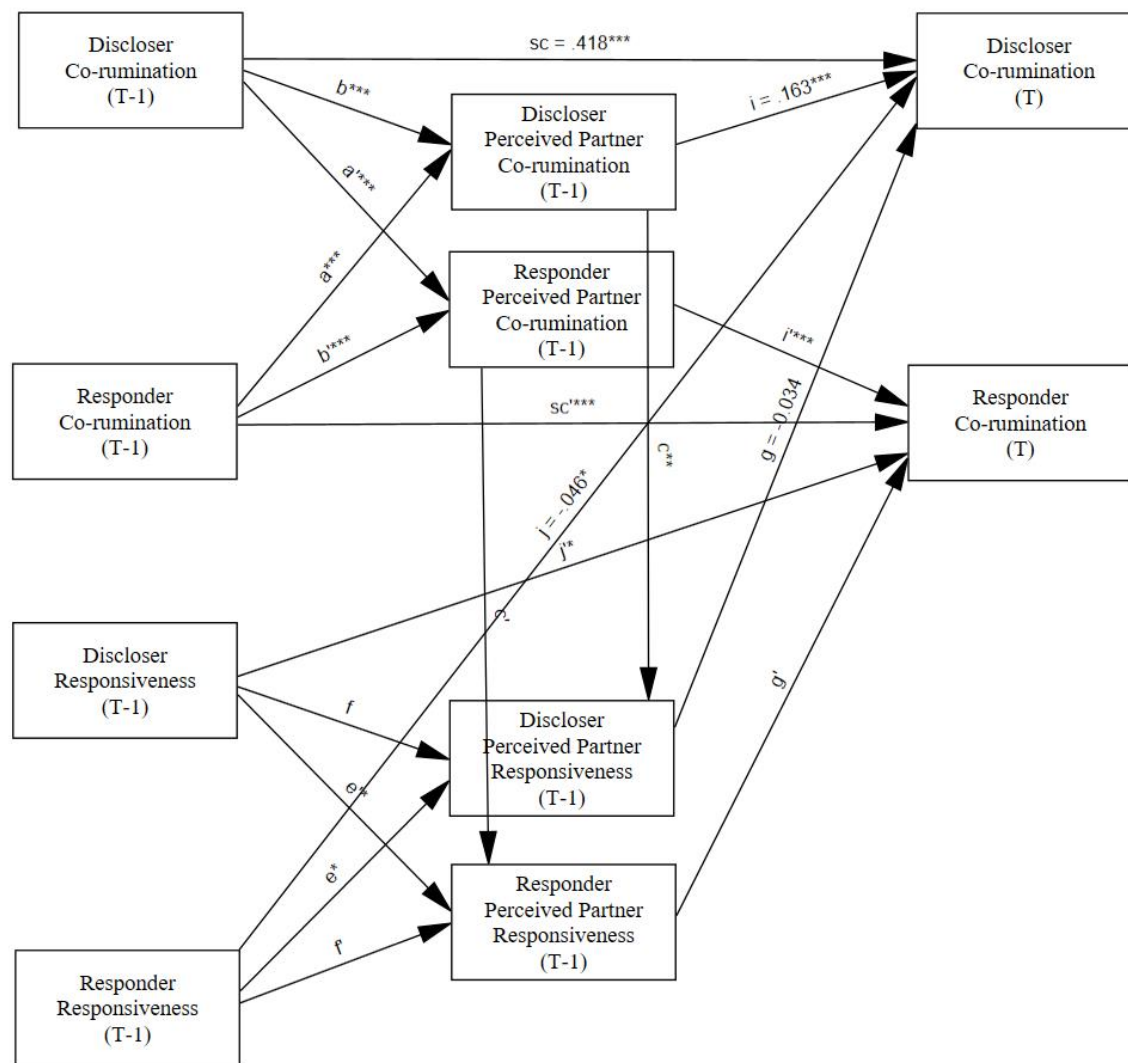 Discloser
Co-rumination
(T-1)
sc = .418***
Discloser
Co-rumination
(T)
b***
i = .163***
Discloser
Perceived Partner
Co-rumination
(T-1)
a'***
a***
Responder
Perceived Partner
Co-rumination
(T-1)
i'***
b'***
Responder
Co-rumination
(T-1)
sc'***
Responder
Co-rumination
(T)
g = -0.034
c**
j = -.046*
j'*
c'
Discloser
Responsiveness
(T-1)
f
g'
Discloser
Perceived Partner
Responsiveness
(T-1)
e'*
e*
Responder
Perceived Partner
Responsiveness
(T-1)
f'
Responder
Responsiveness
(T-1)